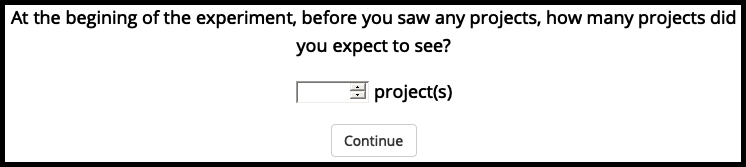 At the begining of the experiment, before you saw any projects, how many projects did
you expect to see?
project(s)
Continue